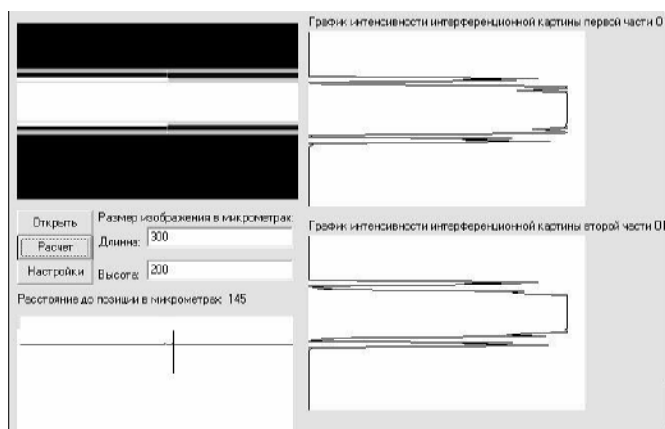 График интенсивности интерференционной картины первой части О
Открыть
Расчет
Настройки
Размер изображения в микрометрах:
Длинна: 300
Высота: 200
График интенсивности интерференционной картины второй части О
Расстояние до позиции в микрометрах: 145